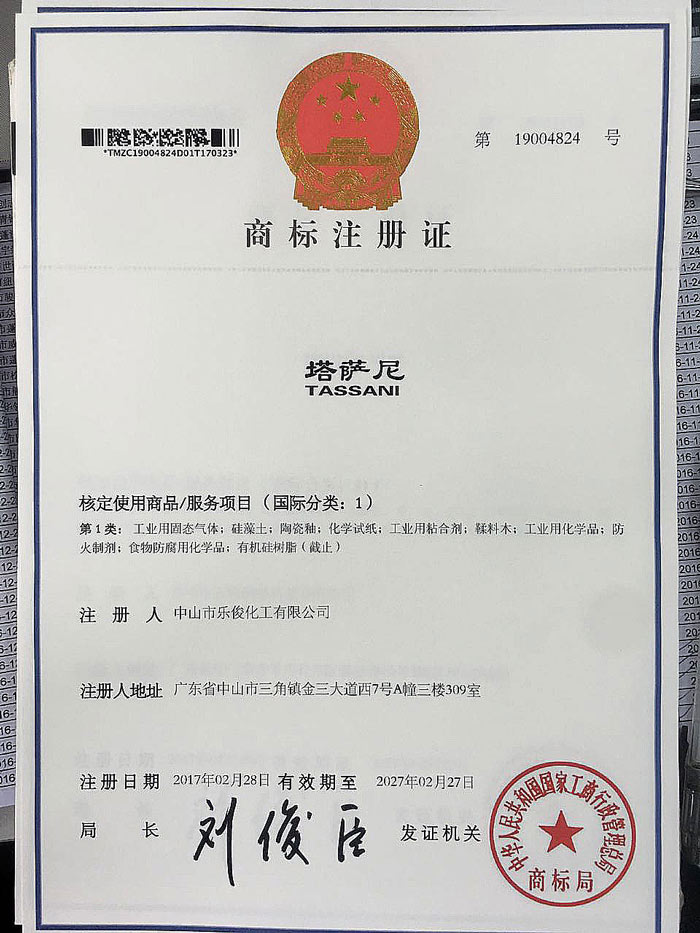 *TMZC19004824D01T170323*
第 19004824 号
商标注册证
塔萨尼
TASSANI
核定使用商品/服务项目（国际分类：1）
第1类：工业用固态气体；硅藻土；陶瓷釉；化学试纸；工业用粘合剂；鞣料木；工业用化学品；防
火制剂；食物防腐用化学品；有机硅树脂（截止）
注 册 人 中山市乐俊化工有限公司
注册人地址 广东省中山市三角镇金三大道西7号A幢三楼309室
注册日期 2017年02月28日 有效期至 2027年02月27日
局 长 刘俊臣 发证机关
中华人民共和国国家工商行政管理总局
商标局